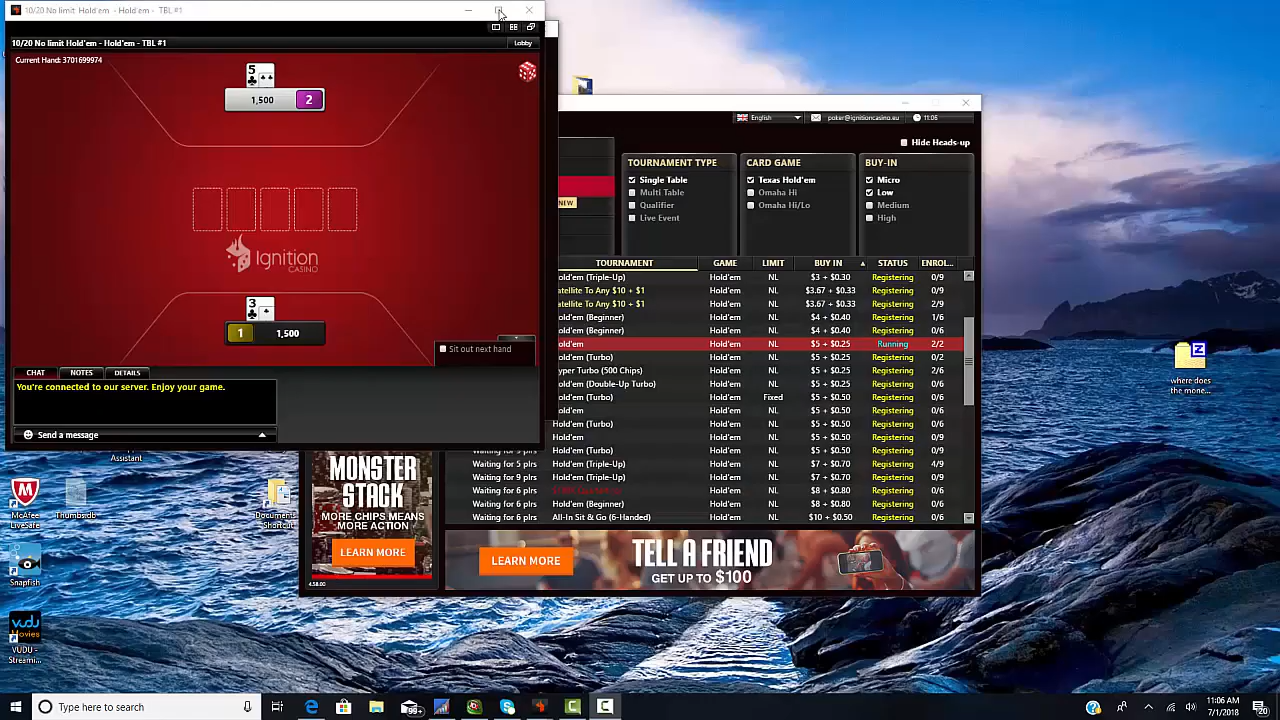 10/20 No limit Hold'em - Hold'em - TBL #1
10/20 No limit Hold'em - Hold'em - TBL #1
Lobby
Current Hand: 3701699974
5
1,500 2
Ignition
CASINO
3
1 1,500
Sit out next hand
CHAT NOTES DETAILS
You're connected to our server. Enjoy your game.
Send a message
English poker@ignitioncasino.eu 11:06
Hide Heads-up
NEW
TOURNAMENT TYPE
Single Table
Multi Table
Qualifier
Live Event
CARD GAME
Texas Hold'em
Omaha Hi
Omaha Hi/Lo
BUY-IN
Micro
Low
Medium
High
TOURNAMENT GAME LIMIT BUY IN STATUS ENROL...
old'em (Triple-Up) Hold'em NL $3 + $0.30 Registering 0/9
atellite To Any $10 + $1 Hold'em NL $3.67 + $0.33 Registering 0/9
atellite To Any $10 + $1 Hold'em NL $3.67 + $0.33 Registering 2/9
old'em (Beginner) Hold'em NL $4 + $0.40 Registering 1/6
old'em (Beginner) Hold'em NL $4 + $0.40 Registering 0/6
old'em Hold'em NL $5 + $0.25 Running 2/2
old'em (Turbo) Hold'em NL $5 + $0.25 Registering 0/2
yper Turbo (500 Chips) Hold'em NL $5 + $0.25 Registering 2/6
old'em (Double-Up Turbo) Hold'em NL $5 + $0.25 Registering 0/6
old'em (Turbo) Hold'em Fixed $5 + $0.50 Registering 0/9
old'em Hold'em NL $5 + $0.50 Registering 0/6
old'em (Turbo) Hold'em NL $5 + $0.50 Registering 0/6
Hold'em Hold'em NL $5 + $0.50 Registering 0/9
Hold'em (Turbo) Hold'em NL $5 + $0.50 Registering 0/9
Waiting for 5 plrs Hold'em (Triple-Up) Hold'em NL $7 + $0.70 Registering 4/9
Waiting for 9 plrs Hold'em (Triple-Up) Hold'em NL $7 + $0.70 Registering 0/9
Waiting for 6 plrs Hold'em NL $8 + $0.80 Registering 0/6
Waiting for 6 plrs Hold'em (Beginner) Hold'em NL $8 + $0.80 Registering 0/6
Waiting for 6 plrs All-In Sit & Go (6-Handed) Hold'em NL $10 + $0.50 Registering 0/6
MONSTER
STACK
MORE CHIPS MEANS
MORE ACTION
LEARN MORE
4.58.00
LEARN MORE
TELL A FRIEND
GET UP TO $100
where does
the mone...
Assistant
McAfee
LiveSafe
Thumbs.db
Document
Shortcut
Snapfish
VUDU
Movies
VUDU -
Streami...
Type here to search
99+
11:06 AM
7/1/2018
20